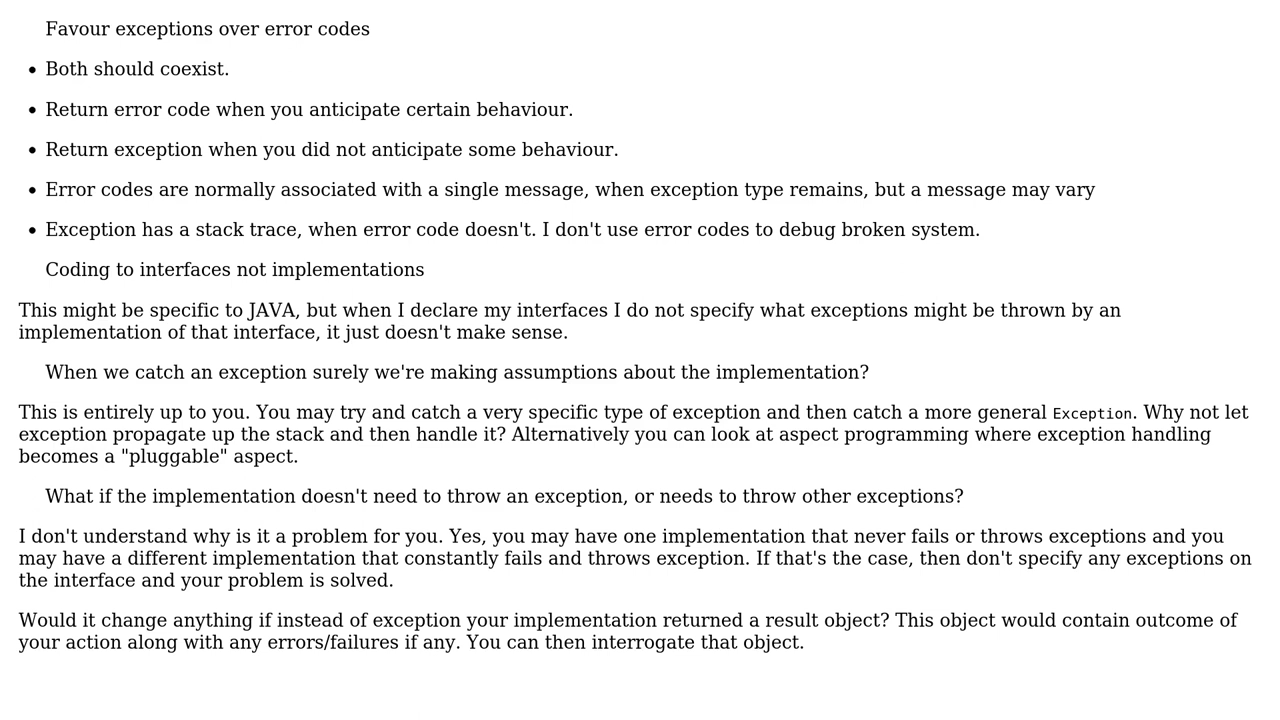 Favour exceptions over error codes
• Both should coexist.
• Return error code when you anticipate certain behaviour.
• Return exception when you did not anticipate some behaviour.
• Error codes are normally associated with a single message, when exception type remains, but a message may vary
• Exception has a stack trace, when error code doesn't. I don't use error codes to debug broken system.
Coding to interfaces not implementations
This might be specific to JAVA, but when I declare my interfaces I do not specify what exceptions might be thrown by an
implementation of that interface, it just doesn't make sense.
When we catch an exception surely we're making assumptions about the implementation?
This is entirely up to you. You may try and catch a very specific type of exception and then catch a more general Exception. Why not let
exception propagate up the stack and then handle it? Alternatively you can look at aspect programming where exception handling
becomes a "pluggable" aspect.
What if the implementation doesn't need to throw an exception, or needs to throw other exceptions?
I don't understand why is it a problem for you. Yes, you may have one implementation that never fails or throws exceptions and you
may have a different implementation that constantly fails and throws exception. If that's the case, then don't specify any exceptions on
the interface and your problem is solved.
Would it change anything if instead of exception your implementation returned a result object? This object would contain outcome of
your action along with any errors/failures if any. You can then interrogate that object.